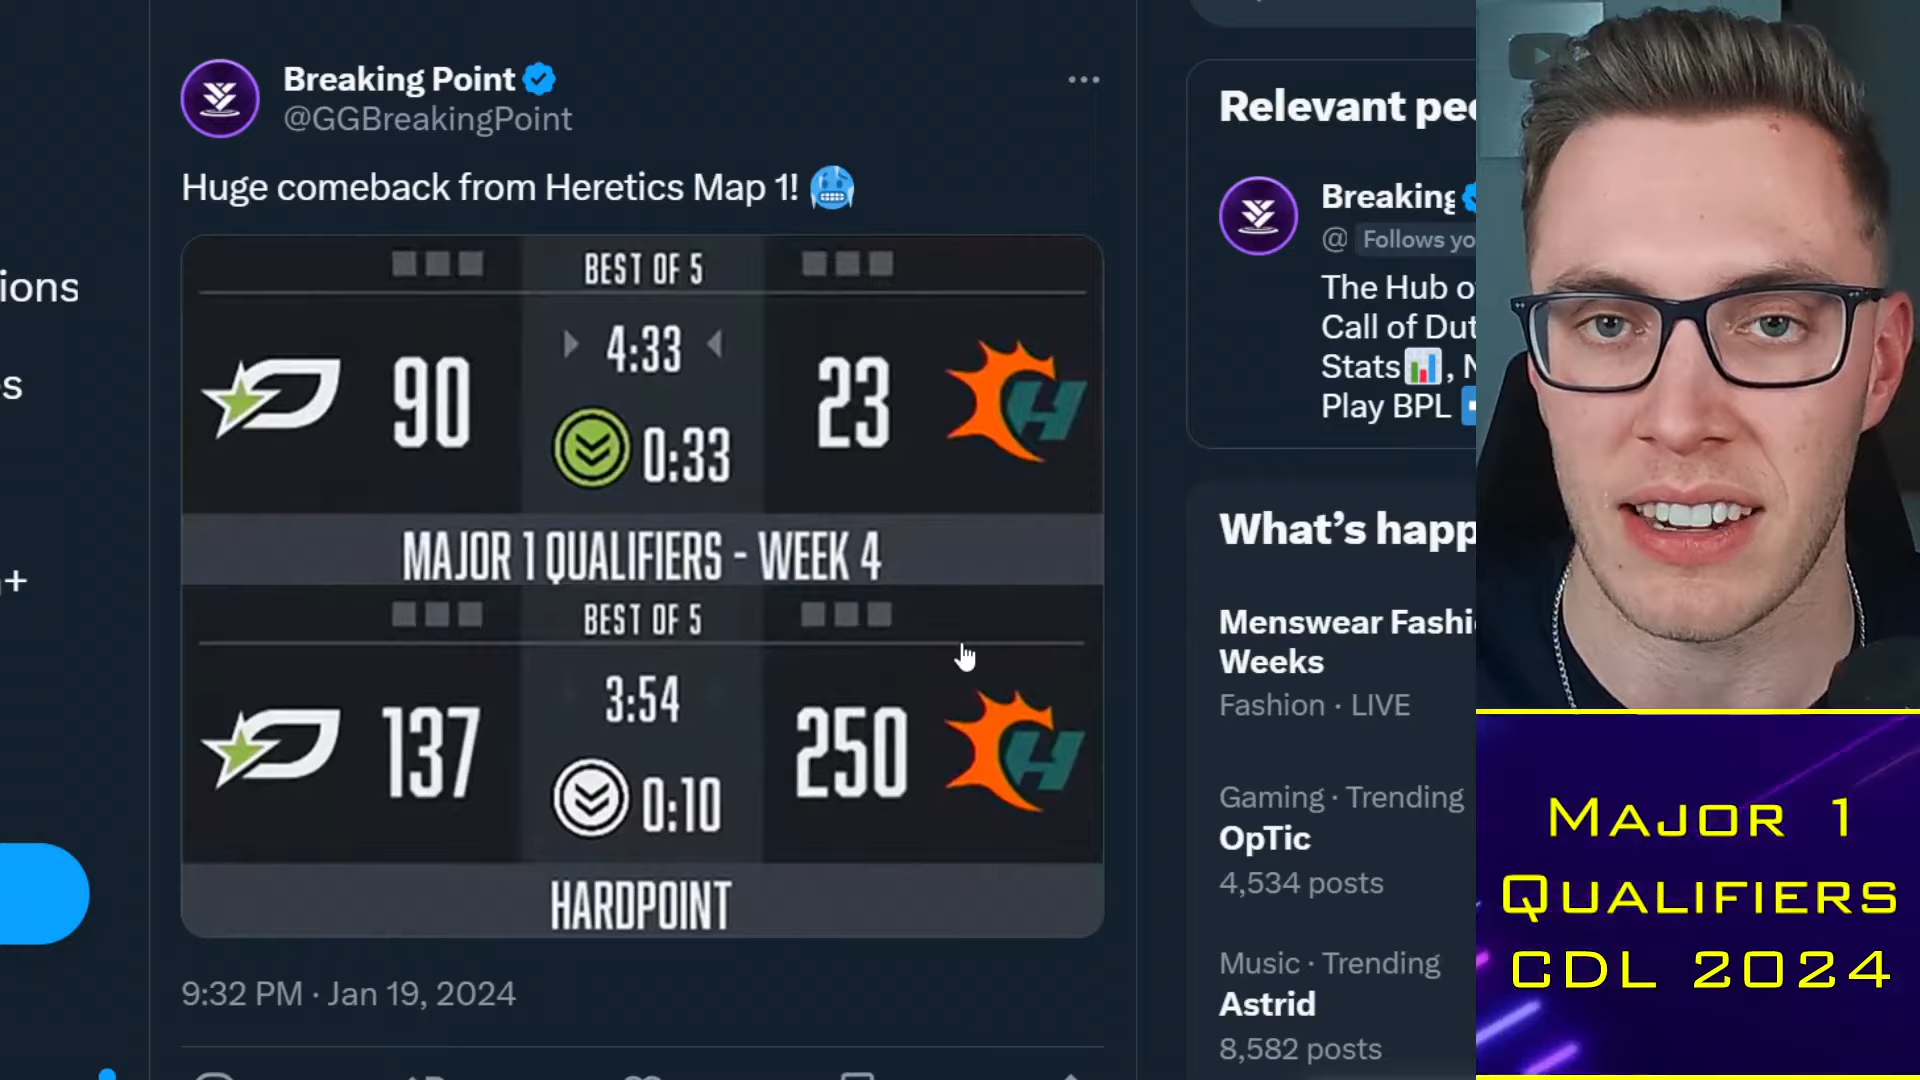 Breaking Point
@GGBreakingPoint
Huge comeback from Heretics Map 1! 🥶
BEST OF 5
90
4:33
0:33
23
MAJOR 1 QUALIFIERS - WEEK 4
BEST OF 5
137
3:54
0:10
250
HARDPOINT
9:32 PM · Jan 19, 2024
ions
s
+
Relevant peo
Breaking
@ Follows yo
The Hub o
Call of Dut
Stats📊, N
Play BPL
What's happ
Menswear Fashi
Weeks
Fashion · LIVE
Gaming · Trending
OpTic
4,534 posts
Music · Trending
Astrid
8,582 posts
MAJOR 1
QUALIFIERS
CDL 2024